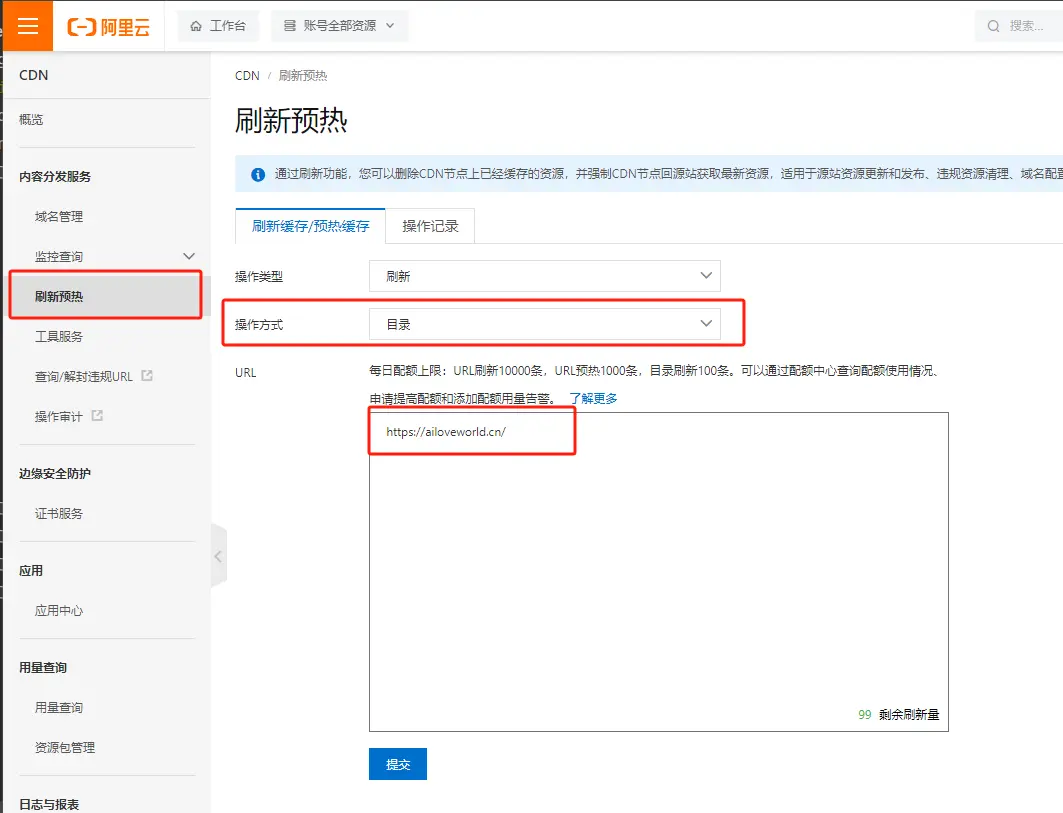 阿里云
工作台
账号全部资源
搜索...
CDN
概览
内容分发服务
域名管理
监控查询
刷新预热
工具服务
查询/解封违规URL
操作审计
边缘安全防护
证书服务
应用
应用中心
用量查询
用量查询
资源包管理
日志与报表
CDN / 刷新预热
刷新预热
通过刷新功能，您可以删除CDN节点上已经缓存的资源，并强制CDN节点回源站获取最新资源，适用于源站资源更新和发布、违规资源清理、域名配置
刷新缓存/预热缓存
操作记录
操作类型
刷新
操作方式
目录
URL
每日配额上限：URL刷新10000条，URL预热1000条，目录刷新100条。可以通过配额中心查询配额使用情况、
申请提高配额和添加配额用量告警。 了解更多
https://ailoveworld.cn/
99 剩余刷新量
提交